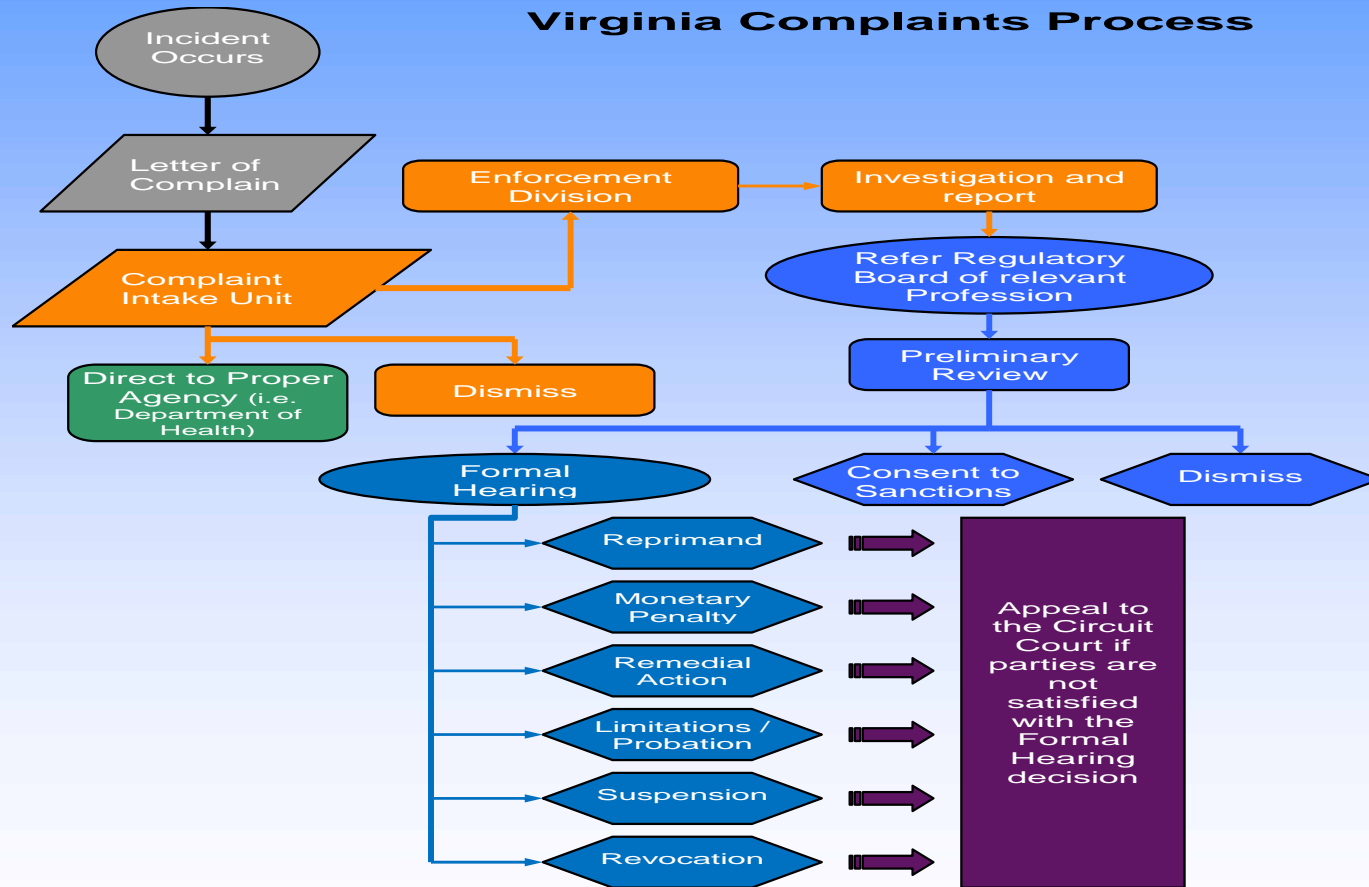 Virginia Complaints Process
Incident
Occurs
Letter of
Complain
Complaint
Intake Unit
Enforcement
Division
Investigation and
report
Refer Regulatory
Board of relevant
Profession
Direct to Proper
Agency (i.e.
Department of
Health)
Dismiss
Preliminary
Review
Formal
Hearing
Consent to
Sanctions
Dismiss
Reprimand
Monetary
Penalty
Remedial
Action
Limitations /
Probation
Suspension
Revocation
Appeal to
the Circuit
Court if
parties are
not
satisfied
with the
Formal
Hearing
decision